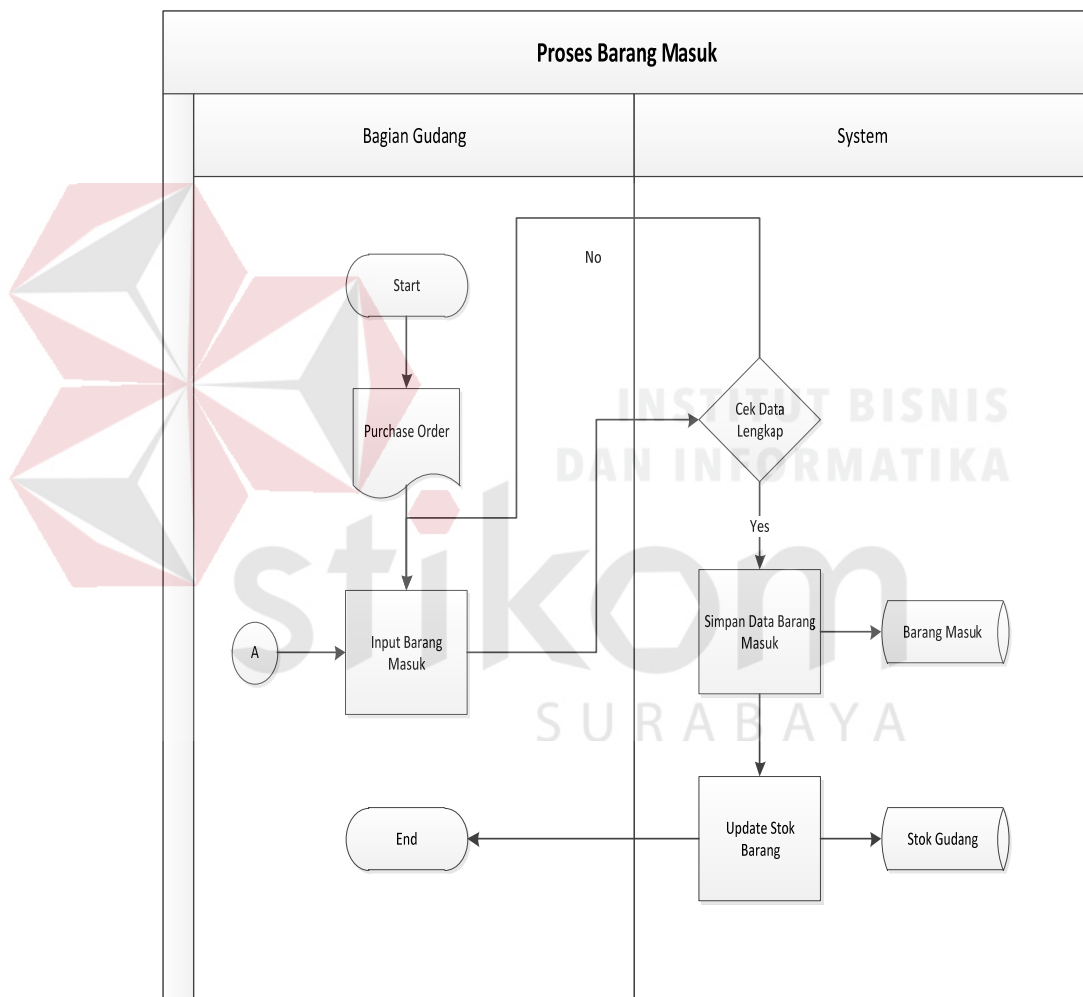 Proses Barang Masuk
Bagian Gudang
System
No
Start
Purchase Order
Cek Data
Lengkap
INSTITUT BISNIS
DAN INFORMATIKA
stikom
SURABAYA
Yes
A
Input Barang
Masuk
Simpan Data Barang
Masuk
Barang Masuk
End
Update Stok
Barang
Stok Gudang